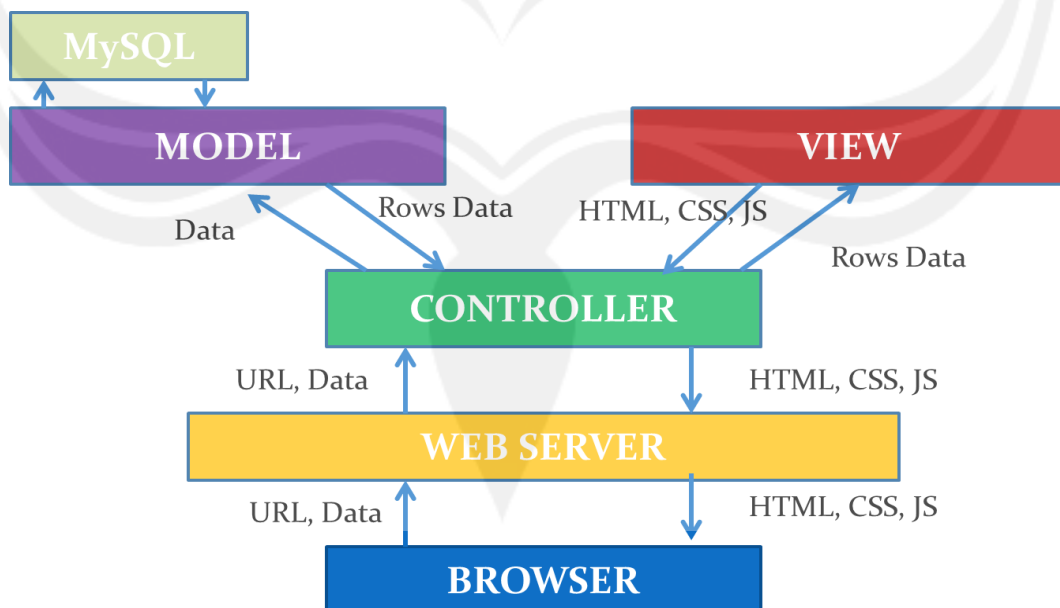 MySQL
MODEL
VIEW
Data
Rows Data
HTML, CSS, JS
Rows Data
CONTROLLER
URL, Data
HTML, CSS, JS
WEB SERVER
URL, Data
HTML, CSS, JS
BROWSER